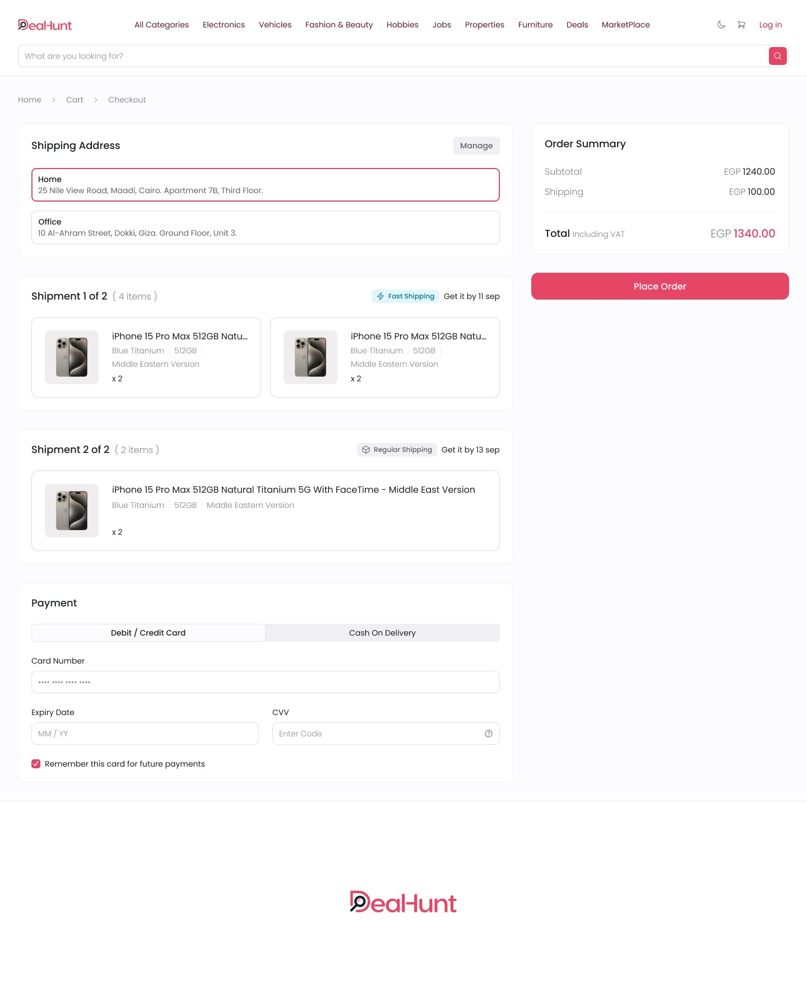 DealHunt
All Categories Electronics Vehicles Fashion & Beauty Hobbies Jobs Properties Furniture Deals MarketPlace Log in
What are you looking for?
Home Cart Checkout
Shipping Address Manage
Home
25 Nile View Road, Maadi, Cairo. Apartment 7B, Third Floor.
Office
10 Al-Ahram Street, Dokki, Giza. Ground Floor, Unit 3.
Order Summary
Subtotal EGP 1240.00
Shipping EGP 100.00
Total Including VAT EGP 1340.00
Place Order
Shipment 1 of 2 ( 4 items ) Fast Shipping Get it by 11 sep
iPhone 15 Pro Max 512GB Natu...
Blue Titanium 512GB
Middle Eastern Version
x 2
iPhone 15 Pro Max 512GB Natu...
Blue Titanium 512GB
Middle Eastern Version
x 2
Shipment 2 of 2 ( 2 items ) Regular Shipping Get it by 13 sep
iPhone 15 Pro Max 512GB Natural Titanium 5G With FaceTime - Middle East Version
Blue Titanium 512GB Middle Eastern Version
x 2
Payment
Debit / Credit Card Cash On Delivery
Card Number
•••• •••• •••• ••••
Expiry Date
MM / YY
CVV
Enter Code
Remember this card for future payments
DealHunt